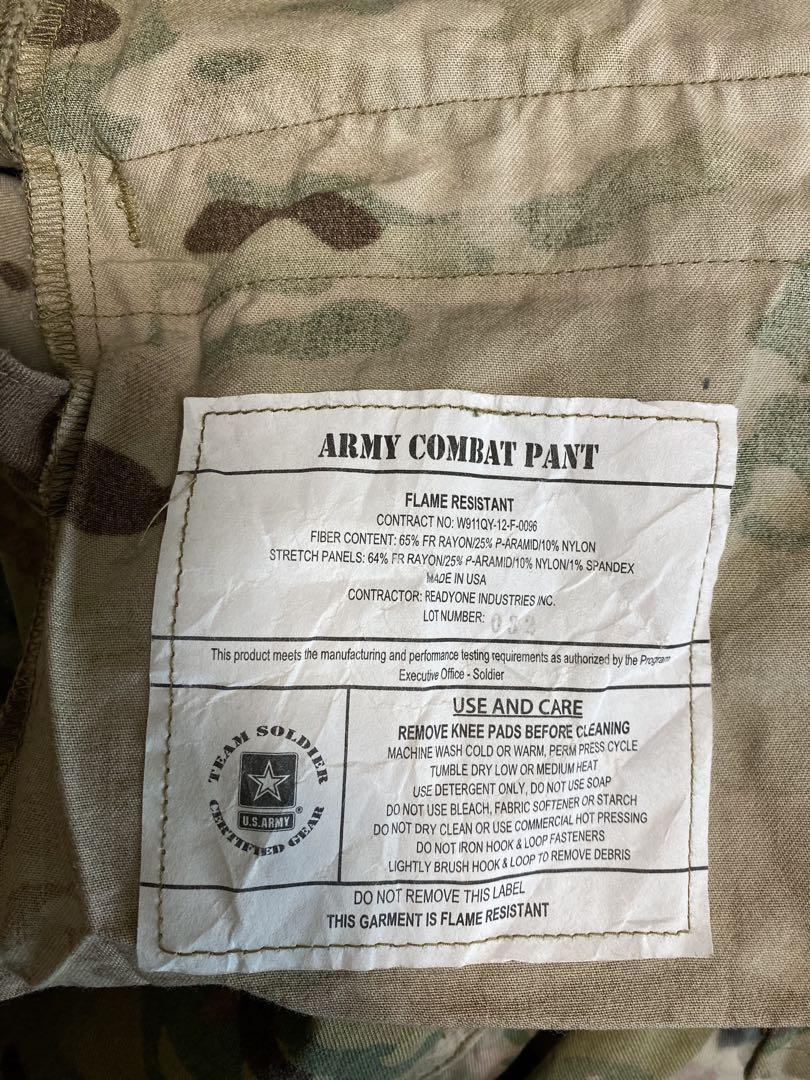 ARMY COMBAT PANT
FLAME RESISTANT
CONTRACT NO: W911QY-12-F-0096
FIBER CONTENT: 65% FR RAYON/25% P-ARAMID/10% NYLON
STRETCH PANELS: 64% FR RAYON/25% P-ARAMID/10% NYLON/1% SPANDEX
MADE IN USA
CONTRACTOR: READYONE INDUSTRIES INC.
LOT NUMBER:
This product meets the manufacturing and performance testing requirements as authorized by the Program
Executive Office - Soldier
TEAM SOLDIER
U.S.ARMY
®
CERTIFIED GEAR
USE AND CARE
REMOVE KNEE PADS BEFORE CLEANING
MACHINE WASH COLD OR WARM, PERM PRESS CYCLE
TUMBLE DRY LOW OR MEDIUM HEAT
USE DETERGENT ONLY, DO NOT USE SOAP
DO NOT USE BLEACH, FABRIC SOFTENER OR STARCH
DO NOT DRY CLEAN OR USE COMMERCIAL HOT PRESSING
DO NOT IRON HOOK & LOOP FASTENERS
LIGHTLY BRUSH HOOK & LOOP TO REMOVE DEBRIS
DO NOT REMOVE THIS LABEL
THIS GARMENT IS FLAME RESISTANT